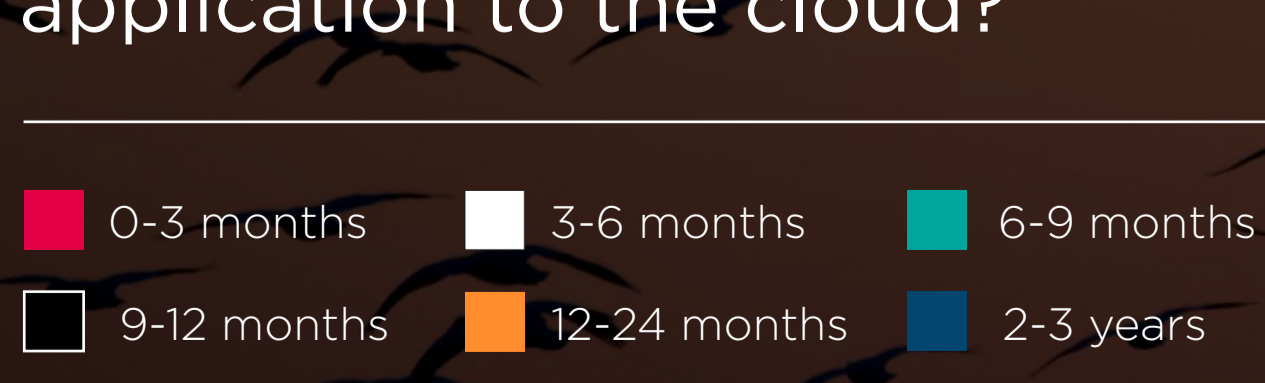 application to the cloud?
0-3 months 3-6 months 6-9 months
9-12 months 12-24 months 2-3 years